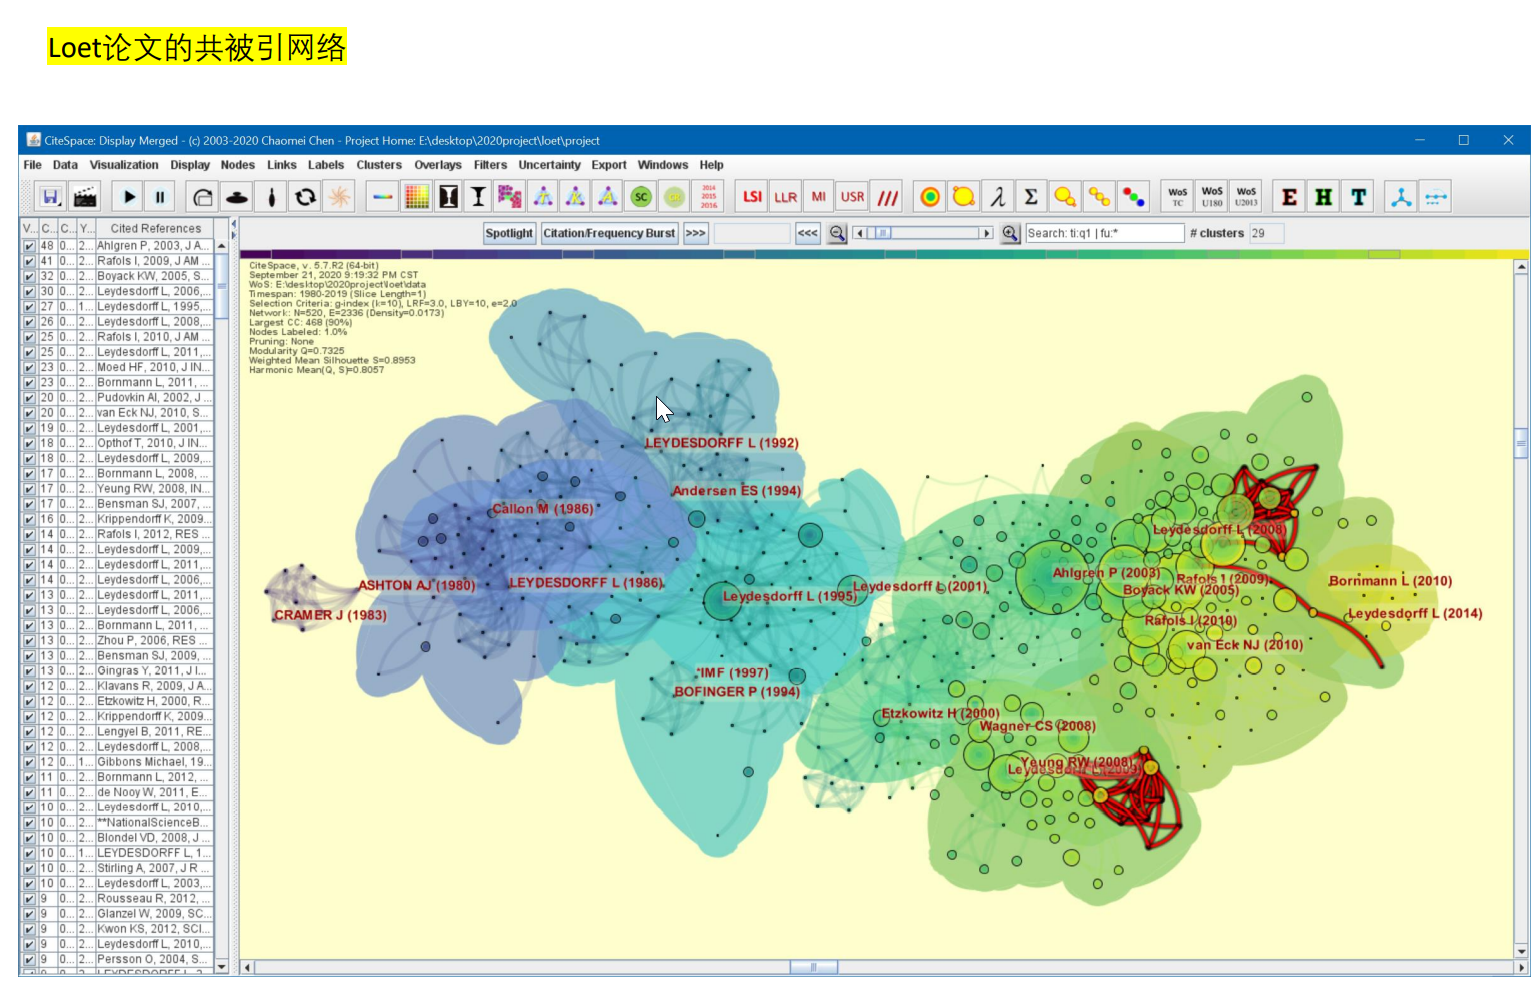 Loet论文的共被引网络
CiteSpace: Display Merged - (c) 2003-2020 Chaomei Chen - Project Home: E:\desktop\2020project\loet\project
File Data Visualization Display Nodes Links Labels Clusters Overlays Filters Uncertainty Export Windows Help
SC 2014 2015 2016 LSI LLR MI USR /// λ Σ WoS TC WoS U180 WoS U2013 E H T
V... C... C... Y... Cited References
Spotlight Citation/Frequency Burst >>> <<< Search: ti:q1 | fu:* # clusters 29
48 0... 2... Ahlgren P, 2003, J A...
41 0... 2... Rafols I, 2009, J AM ...
32 0... 2... Boyack KW, 2005, S...
30 0... 2... Leydesdorff L, 2006,...
27 0... 1... Leydesdorff L, 1995,...
26 0... 2... Leydesdorff L, 2008,...
25 0... 2... Rafols I, 2010, J AM ...
25 0... 2... Leydesdorff L, 2011,...
23 0... 2... Moed HF, 2010, J IN...
23 0... 2... Bornmann L, 2011, ...
20 0... 2... Pudovkin AI, 2002, J ...
20 0... 2... van Eck NJ, 2010, S...
19 0... 2... Leydesdorff L, 2001,...
18 0... 2... Opthof T, 2010, J IN...
18 0... 2... Leydesdorff L, 2009,...
17 0... 2... Bornmann L, 2008, ...
17 0... 2... Yeung RW, 2008, IN...
17 0... 2... Bensman SJ, 2007, ...
16 0... 2... Krippendorff K, 2009...
14 0... 2... Rafols I, 2012, RES ...
14 0... 2... Leydesdorff L, 2009,...
14 0... 2... Leydesdorff L, 2011,...
14 0... 2... Leydesdorff L, 2006,...
13 0... 2... Leydesdorff L, 2011,...
13 0... 2... Leydesdorff L, 2006,...
13 0... 2... Bornmann L, 2011, ...
13 0... 2... Zhou P, 2006, RES ...
13 0... 2... Bensman SJ, 2009, ...
13 0... 2... Gingras Y, 2011, J I...
12 0... 2... Klavans R, 2009, J A...
12 0... 2... Etzkowitz H, 2000, R...
12 0... 2... Krippendorff K, 2009...
12 0... 2... Lengyel B, 2011, RE...
12 0... 2... Leydesdorff L, 2008,...
12 0... 1... Gibbons Michael, 19...
11 0... 2... Bornmann L, 2012, ...
11 0... 2... de Nooy W, 2011, E...
10 0... 2... Leydesdorff L, 2010,...
10 0... 2... **NationalScienceB...
10 0... 2... Blondel VD, 2008, J ...
10 0... 1... LEYDESDORFF L, 1...
10 0... 2... Stirling A, 2007, J R ...
10 0... 2... Leydesdorff L, 2003,...
9 0... 2... Rousseau R, 2012, ...
9 0... 2... Glanzel W, 2009, SC...
9 0... 2... Kwon KS, 2012, SCI...
9 0... 2... Leydesdorff L, 2010,...
9 0... 2... Persson O, 2004, S...
CiteSpace, v. 5.7.R2 (64-bit)
September 21, 2020 9:19:32 PM CST
WoS: E:\desktop\2020project\loet\data
Timespan: 1980-2019 (Slice Length=1)
Selection Criteria: g-index (k=10), LRF=3.0, LBY=10, e=2.0
Network: N=520, E=2336 (Density=0.0173)
Largest CC: 468 (90%)
Nodes Labeled: 1.0%
Pruning: None
Modularity Q=0.7325
Weighted Mean Silhouette S=0.8953
Harmonic Mean(Q, S)=0.8057
LEYDESDORFF L (1992)
Andersen ES (1994)
Callon M (1986)
Leydesdorff L (2008)
Ahlgren P (2003)
Rafols I (2009)
Bornmann L (2010)
ASHTON AJ (1980)
LEYDESDORFF L (1986)
Leydesdorff L (2001)
Boyack KW (2005)
Leydesdorff L (1995)
CRAMER J (1983)
Leydesdorff L (2014)
Rafols I (2010)
van Eck NJ (2010)
*IMF (1997)
BOFINGER P (1994)
Etzkowitz H (2000)
Wagner CS (2008)
Yeung RW (2008)
Leydesdorff L (2009)